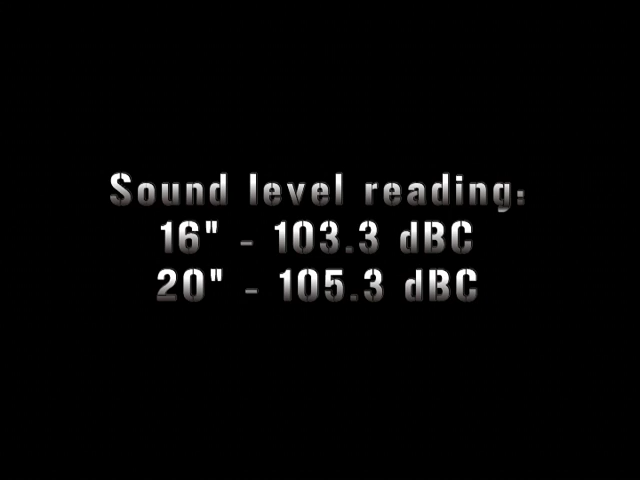 Sound level reading:
16" - 103.3 dBC
20" - 105.3 dBC